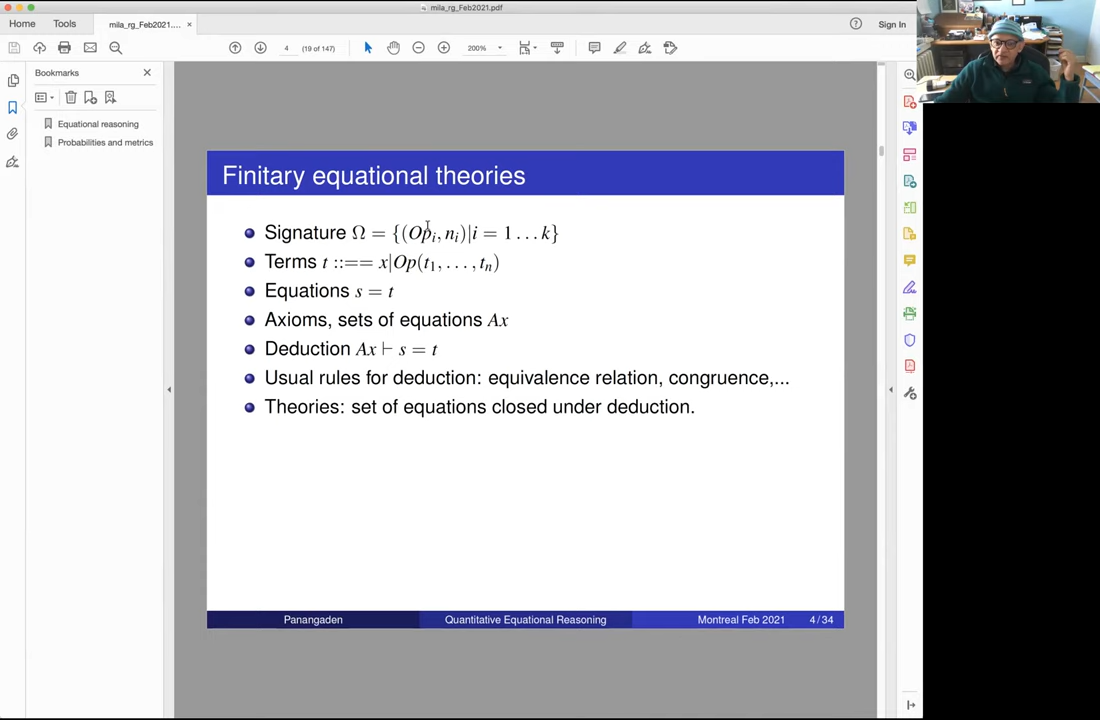 mila_rg_Feb2021.pdf
Home Tools mila_rg_Feb2021.... × Sign In
4 (19 of 147) 200%
Bookmarks
Equational reasoning
Probabilities and metrics
Finitary equational theories
Signature Ω = {(Opᵢ, nᵢ)|i = 1 . . . k}
Terms t ::== x|Op(t₁, . . . , tₙ)
Equations s = t
Axioms, sets of equations Ax
Deduction Ax ⊢ s = t
Usual rules for deduction: equivalence relation, congruence,...
Theories: set of equations closed under deduction.
Panangaden Quantitative Equational Reasoning Montreal Feb 2021 4 / 34